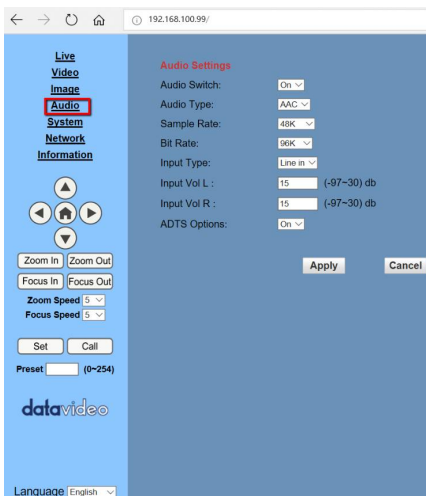 192.168.100.99/
Live
Video
Image
Audio
System
Network
Information
Zoom In Zoom Out
Focus In Focus Out
Zoom Speed 5
Focus Speed 5
Set Call
Preset (0~254)
datavideo
Language English
Audio Settings
Audio Switch: On
Audio Type: AAC
Sample Rate: 48K
Bit Rate: 96K
Input Type: Line in
Input Vol L : 15 (-97~30) db
Input Vol R : 15 (-97~30) db
ADTS Options: On
Apply Cancel